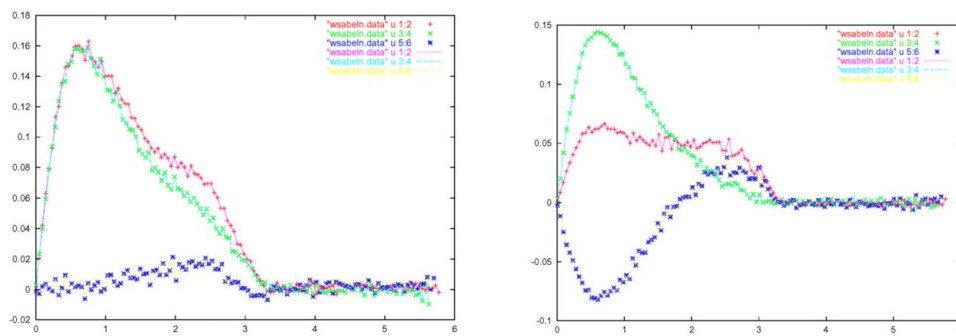 0.18
0.16
0.14
0.12
0.1
0.08
0.06
0.04
0.02
0
-0.02
0 1 2 3 4 5 6
"wsabeln.data" u 1:2
"wsabeln.data" u 3:4
"wsabeln.data" u 5:6
"wsabeln.data" u 1:2
"wsabeln.data" u 3:4
"wsabeln.data" u 5:6
0.15
0.1
0.05
0
-0.05
-0.1
0 1 2 3 4 5
"wsabeln.data" u 1:2
"wsabeln.data" u 3:4
"wsabeln.data" u 5:6
"wsabeln.data" u 1:2
"wsabeln.data" u 3:4
"wsabeln.data" u 5:6